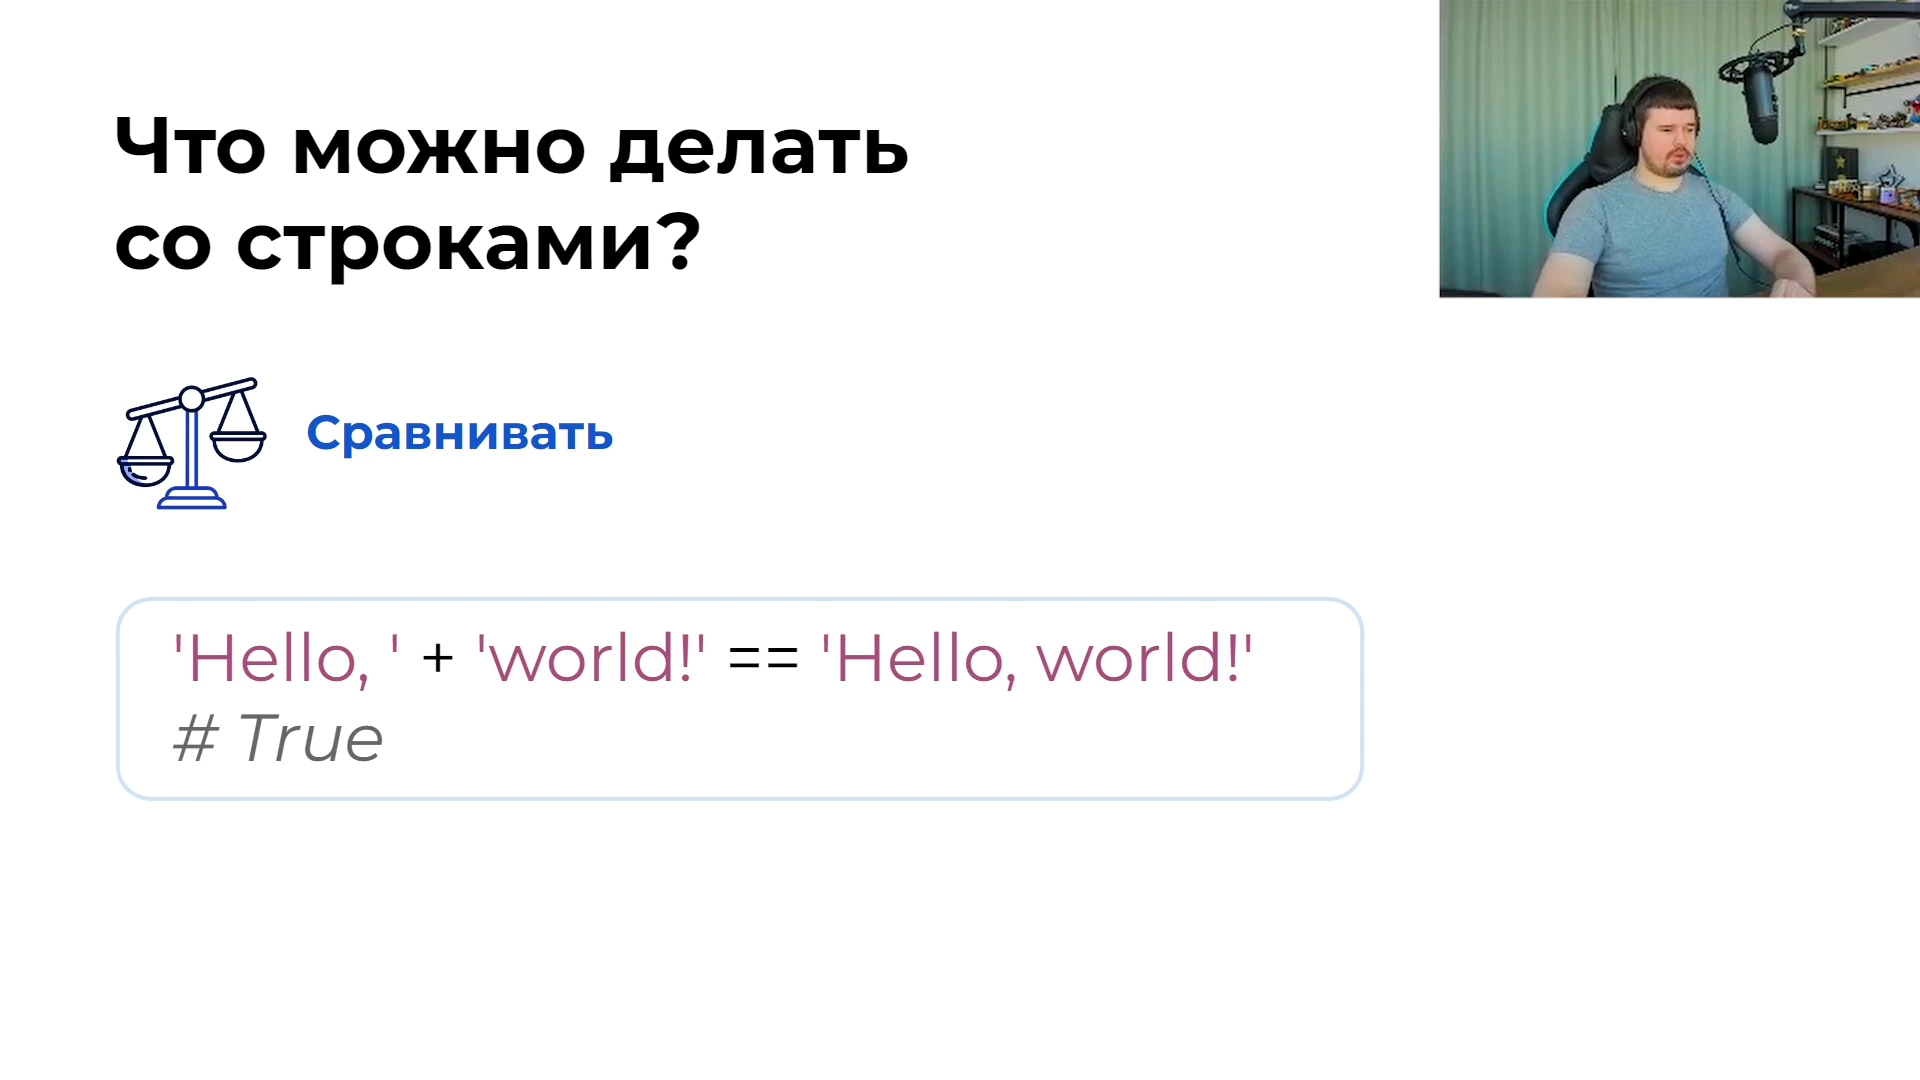 Что можно делать
со строками?
Сравнивать
'Hello, ' + 'world!' == 'Hello, world!'
# True